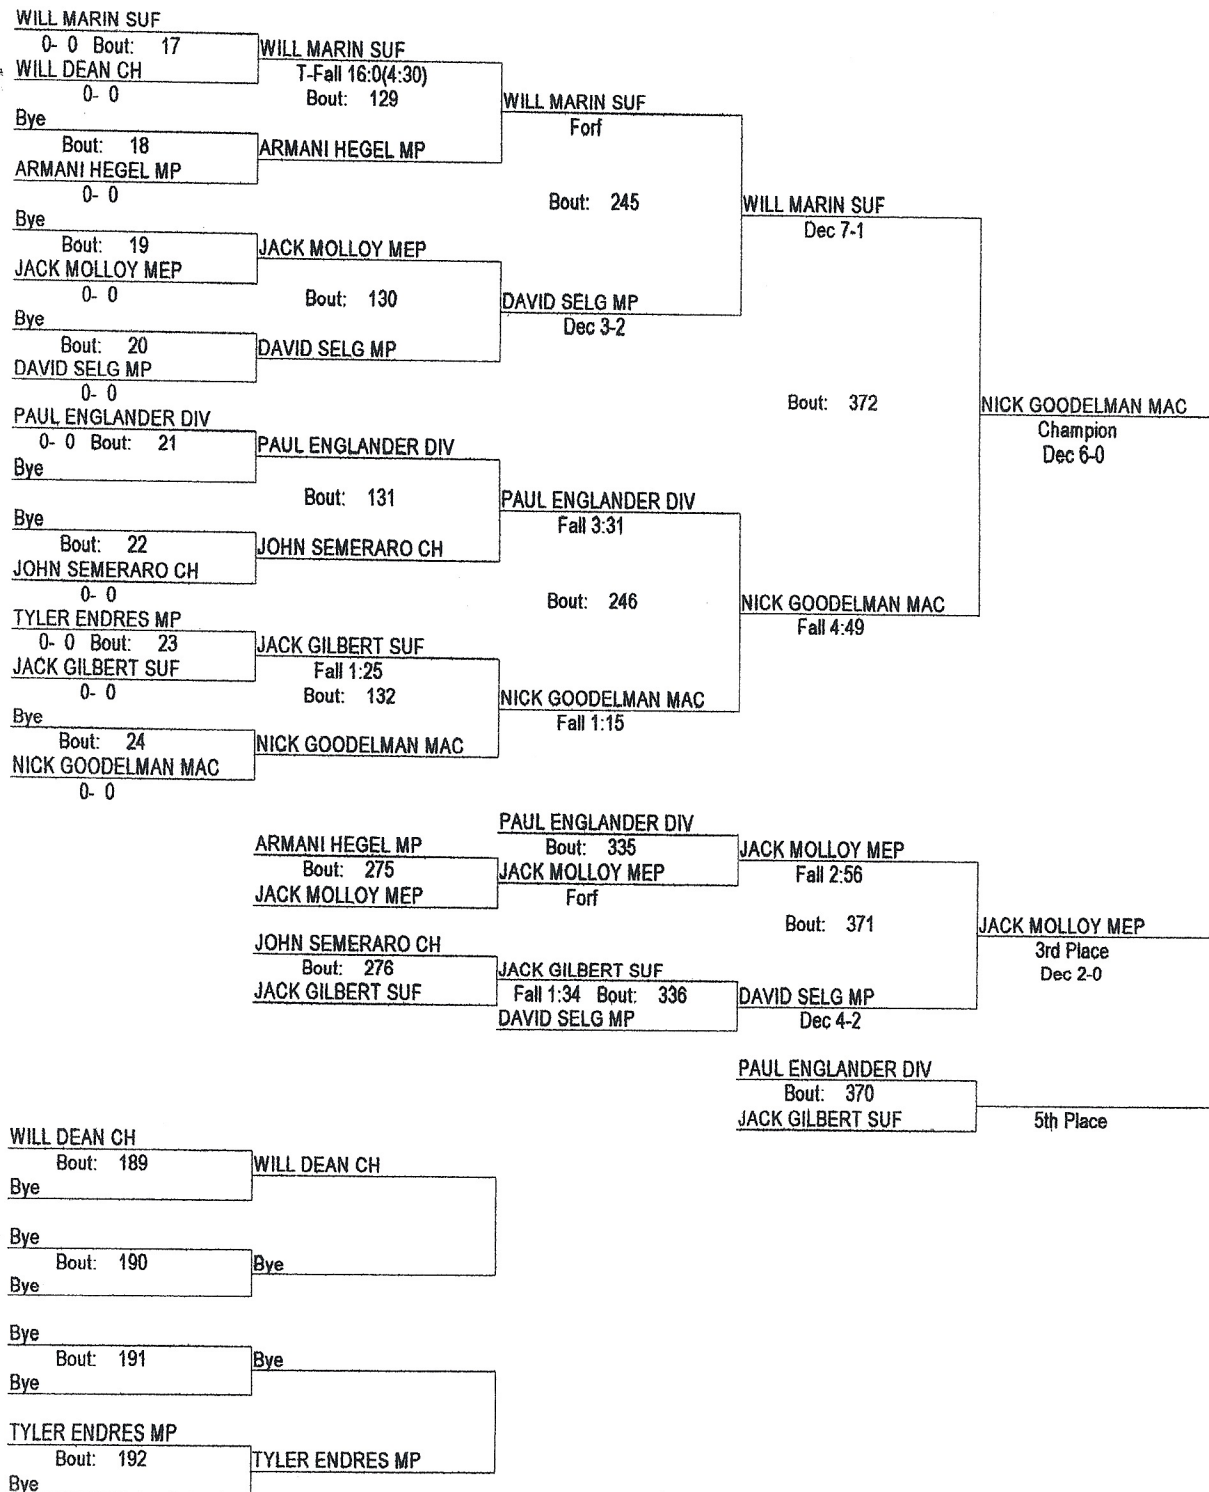 WILL MARIN SUF
0- 0 Bout: 17
WILL DEAN CH
0- 0
WILL MARIN SUF
T-Fall 16:0(4:30)
Bout: 129
Bye
Bout: 18
ARMANI HEGEL MP
0- 0
ARMANI HEGEL MP
WILL MARIN SUF
Forf
Bout: 245
Bye
Bout: 19
JACK MOLLOY MEP
0- 0
JACK MOLLOY MEP
Bout: 130
Bye
Bout: 20
DAVID SELG MP
0- 0
DAVID SELG MP
DAVID SELG MP
Dec 3-2
WILL MARIN SUF
Dec 7-1
Bout: 372
PAUL ENGLANDER DIV
0- 0 Bout: 21
Bye
PAUL ENGLANDER DIV
Bout: 131
Bye
Bout: 22
JOHN SEMERARO CH
0- 0
JOHN SEMERARO CH
PAUL ENGLANDER DIV
Fall 3:31
Bout: 246
TYLER ENDRES MP
0- 0 Bout: 23
JACK GILBERT SUF
0- 0
JACK GILBERT SUF
Fall 1:25
Bout: 132
Bye
Bout: 24
NICK GOODELMAN MAC
0- 0
NICK GOODELMAN MAC
NICK GOODELMAN MAC
Fall 1:15
NICK GOODELMAN MAC
Fall 4:49
NICK GOODELMAN MAC
Champion
Dec 6-0
ARMANI HEGEL MP
Bout: 275
JACK MOLLOY MEP
PAUL ENGLANDER DIV
Bout: 335
JACK MOLLOY MEP
Forf
JACK MOLLOY MEP
Fall 2:56
Bout: 371
JOHN SEMERARO CH
Bout: 276
JACK GILBERT SUF
JACK GILBERT SUF
Fall 1:34 Bout: 336
DAVID SELG MP
DAVID SELG MP
Dec 4-2
JACK MOLLOY MEP
3rd Place
Dec 2-0
PAUL ENGLANDER DIV
Bout: 370
JACK GILBERT SUF
5th Place
WILL DEAN CH
Bout: 189
Bye
WILL DEAN CH
Bye
Bout: 190
Bye
Bye
Bye
Bout: 191
Bye
Bye
TYLER ENDRES MP
Bout: 192
Bye
TYLER ENDRES MP